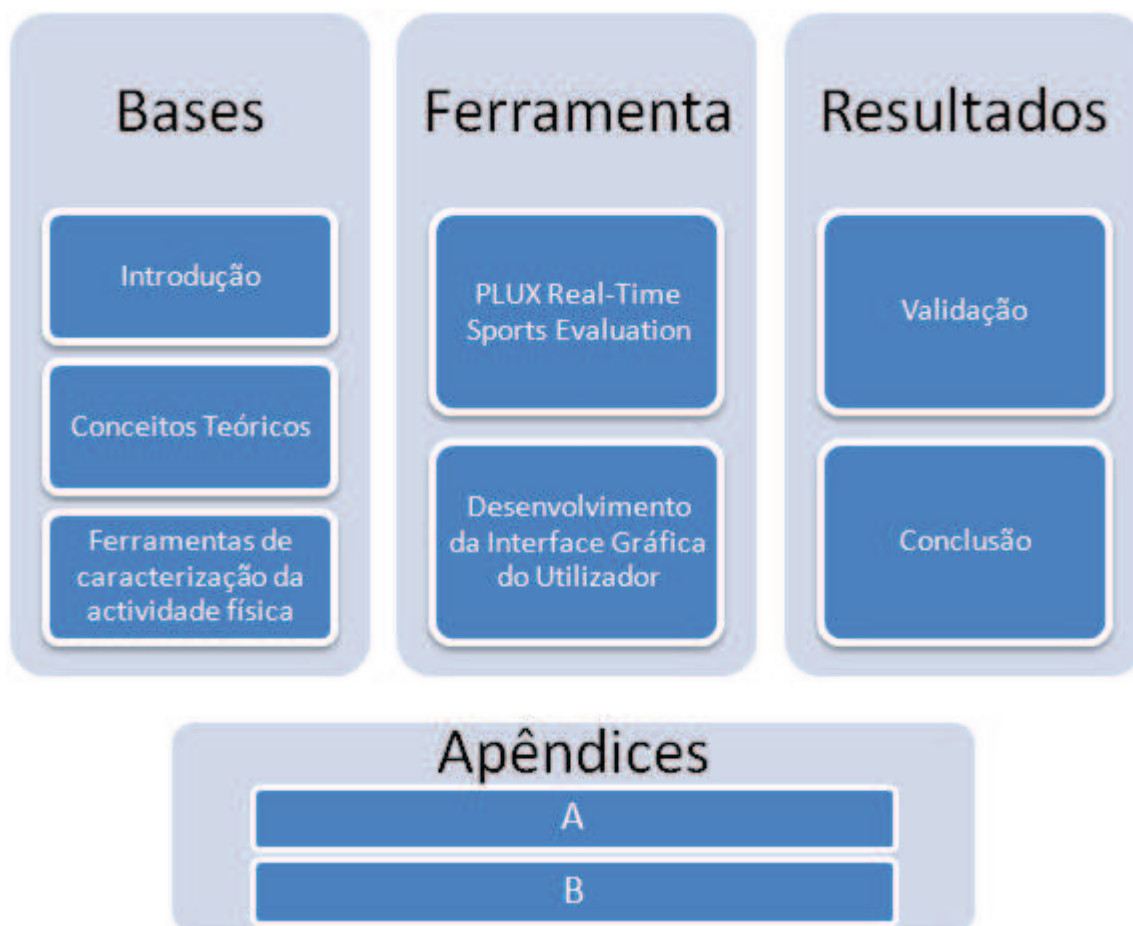 Bases
Introdução
Conceitos Teóricos
Ferramentas de
caracterização da
actividade física
Ferramenta
PLUX Real-Time
Sports Evaluation
Desenvolvimento
da Interface Gráfica
do Utilizador
Resultados
Validação
Conclusão
Apêndices
A
B